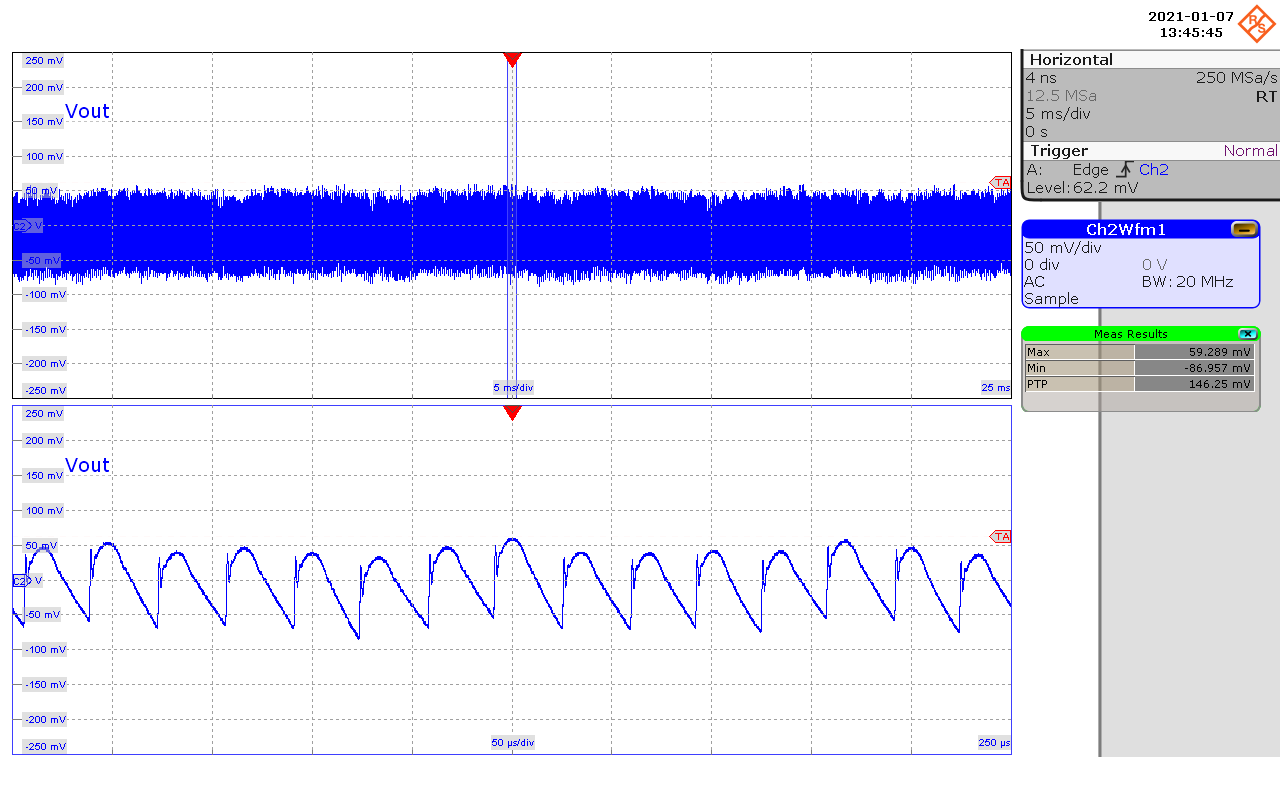 2021-01-07
13:45:45
R S
250 mV
200 mV
Vout
150 mV
100 mV
50 mV
C2 0 V
-50 mV
-100 mV
-150 mV
-200 mV
-250 mV
5 ms/div
25 ms
TA
250 mV
200 mV
Vout
150 mV
100 mV
50 mV
C2 0 V
-50 mV
-100 mV
-150 mV
-200 mV
-250 mV
50 µs/div
250 µs
TA
Horizontal
4 ns 250 MSa/s
12.5 MSa RT
5 ms/div
0 s
Trigger Normal
A: Edge Ch2
Level: 62.2 mV
Ch2Wfm1
50 mV/div
0 div 0 V
AC BW: 20 MHz
Sample
Meas Results
Max 59.289 mV
Min -86.957 mV
PTP 146.25 mV